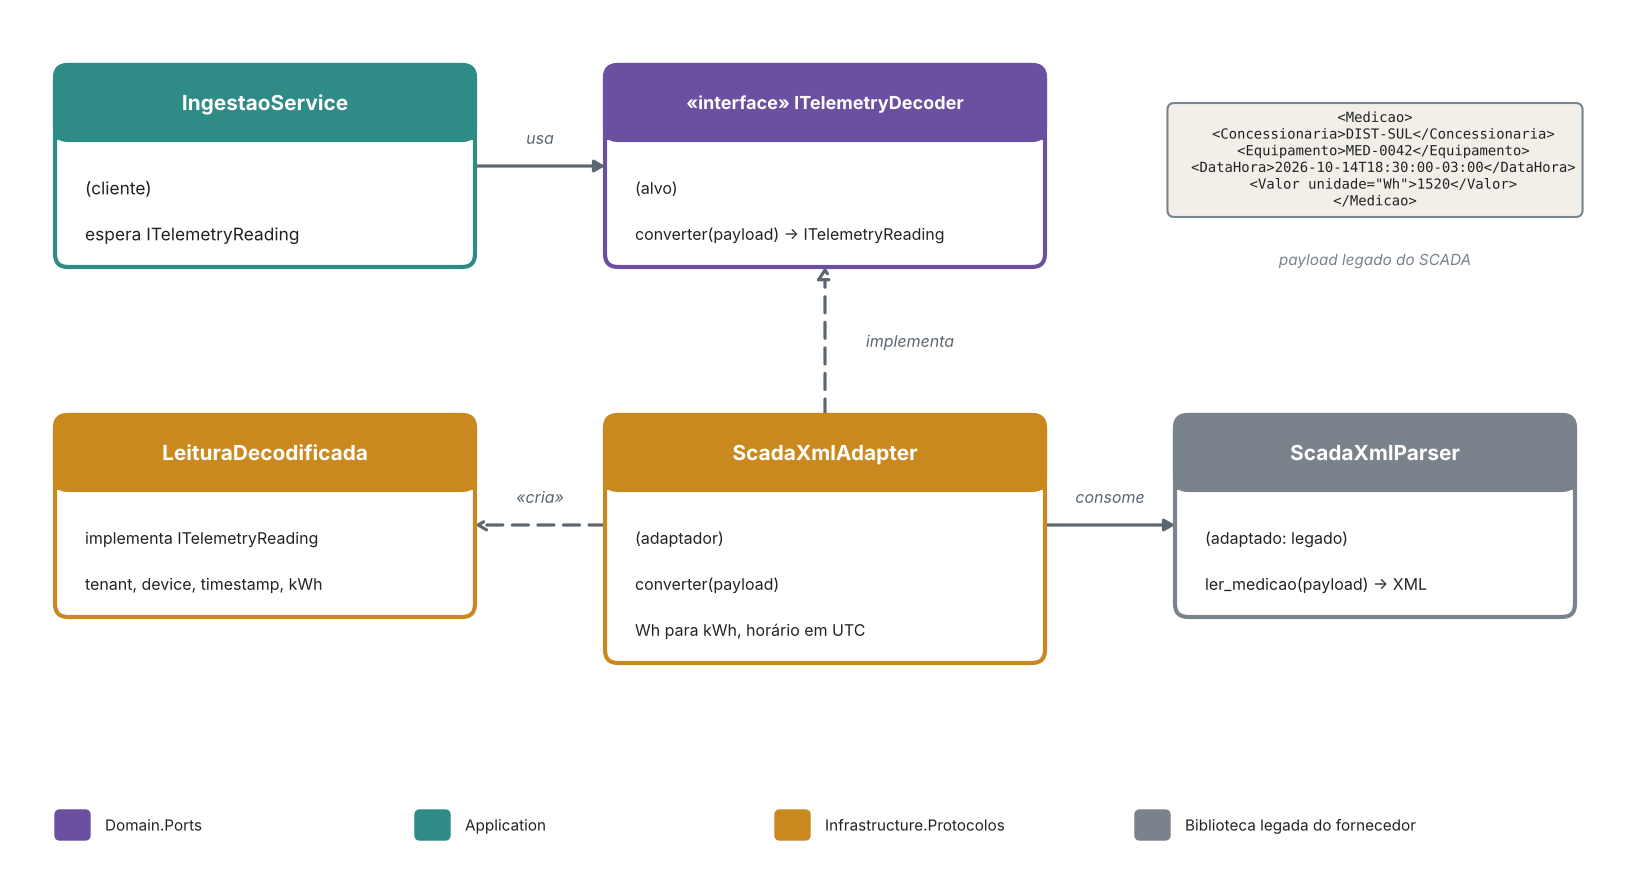 IngestaoService
(cliente)
espera ITelemetryReading
usa
«interface» ITelemetryDecoder
(alvo)
converter(payload) → ITelemetryReading
<Medicao>
<Concessionaria>DIST-SUL</Concessionaria>
<Equipamento>MED-0042</Equipamento>
<DataHora>2026-10-14T18:30:00-03:00</DataHora>
<Valor unidade="Wh">1520</Valor>
</Medicao>
payload legado do SCADA
implementa
LeituraDecodificada
implementa ITelemetryReading
tenant, device, timestamp, kWh
«cria»
ScadaXmlAdapter
(adaptador)
converter(payload)
Wh para kWh, horário em UTC
consome
ScadaXmlParser
(adaptado: legado)
ler_medicao(payload) → XML
Domain.Ports
Application
Infrastructure.Protocolos
Biblioteca legada do fornecedor